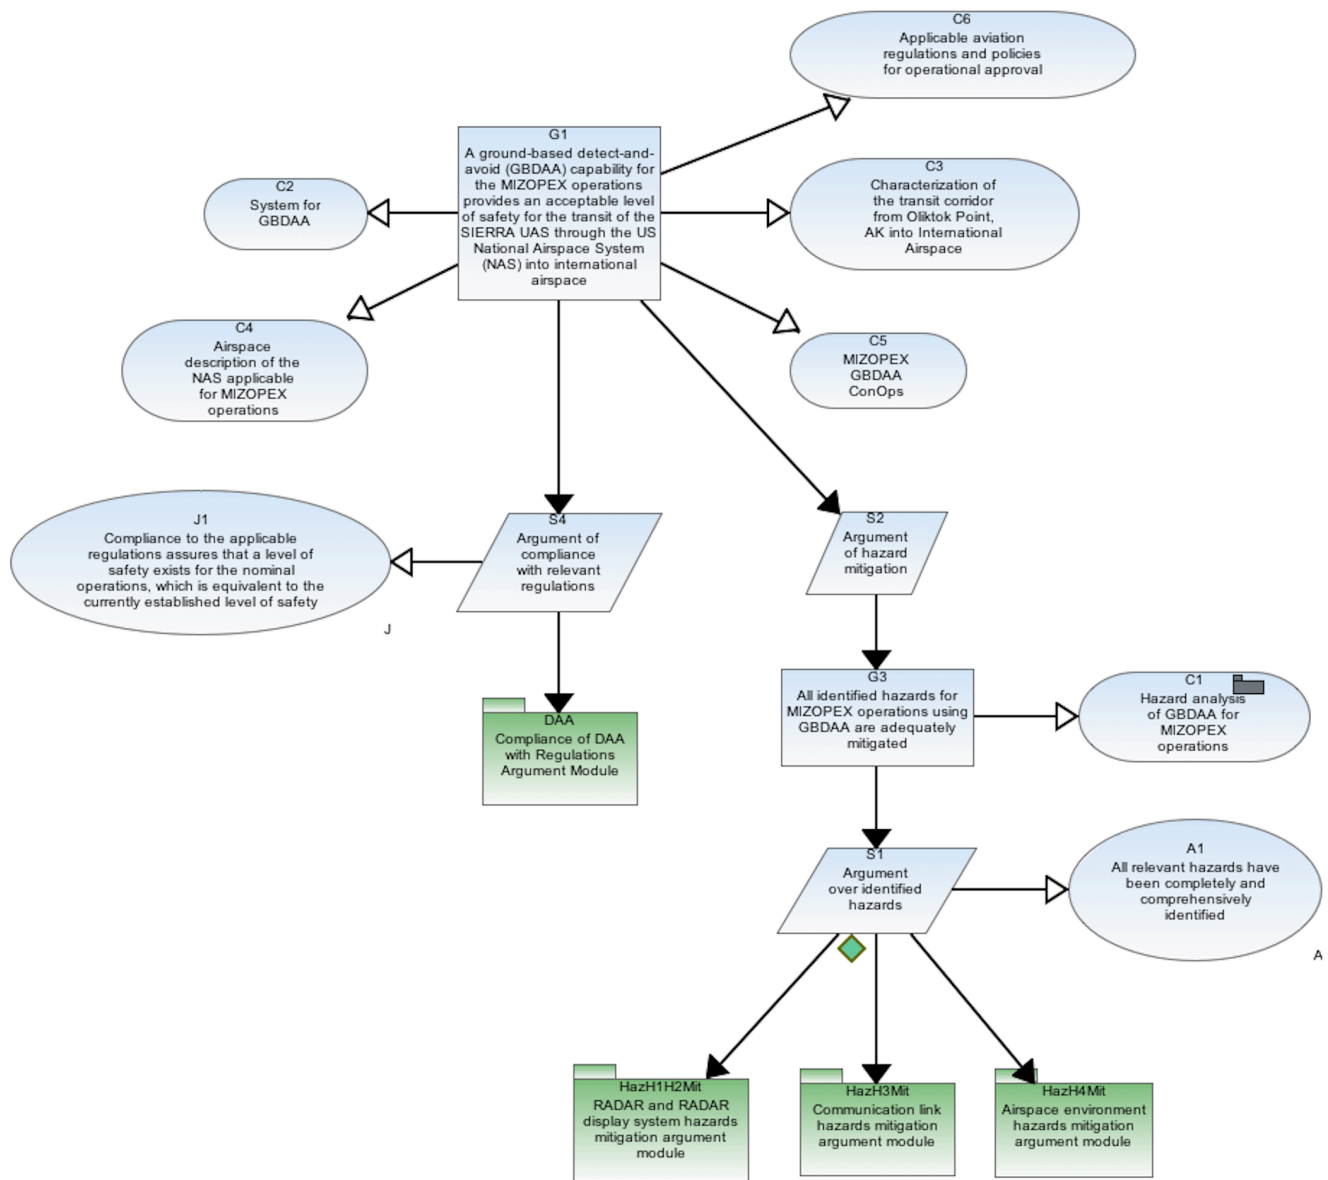 C6
Applicable aviation
regulations and policies
for operational approval
G1
A ground-based detect-and-
avoid (GBDAA) capability for
the MIZOPEX operations
provides an acceptable level
of safety for the transit of the
SIERRA UAS through the US
National Airspace System
(NAS) into international
airspace
C2
System for
GBDAA
C3
Characterization of
the transit corridor
from Oliktok Point,
AK into International
Airspace
C4
Airspace
description of the
NAS applicable
for MIZOPEX
operations
C5
MIZOPEX
GBDAA
ConOps
J1
Compliance to the applicable
regulations assures that a level of
safety exists for the nominal
operations, which is equivalent to the
currently established level of safety
J
S4
Argument of
compliance
with relevant
regulations
S2
Argument
of hazard
mitigation
DAA
Compliance of DAA
with Regulations
Argument Module
G3
All identified hazards for
MIZOPEX operations using
GBDAA are adequately
mitigated
C1
Hazard analysis
of GBDAA for
MIZOPEX
operations
S1
Argument
over identified
hazards
A1
All relevant hazards have
been completely and
comprehensively
identified
A
HazH1H2Mit
RADAR and RADAR
display system hazards
mitigation argument
module
HazH3Mit
Communication link
hazards mitigation
argument module
HazH4Mit
Airspace environment
hazards mitigation
argument module